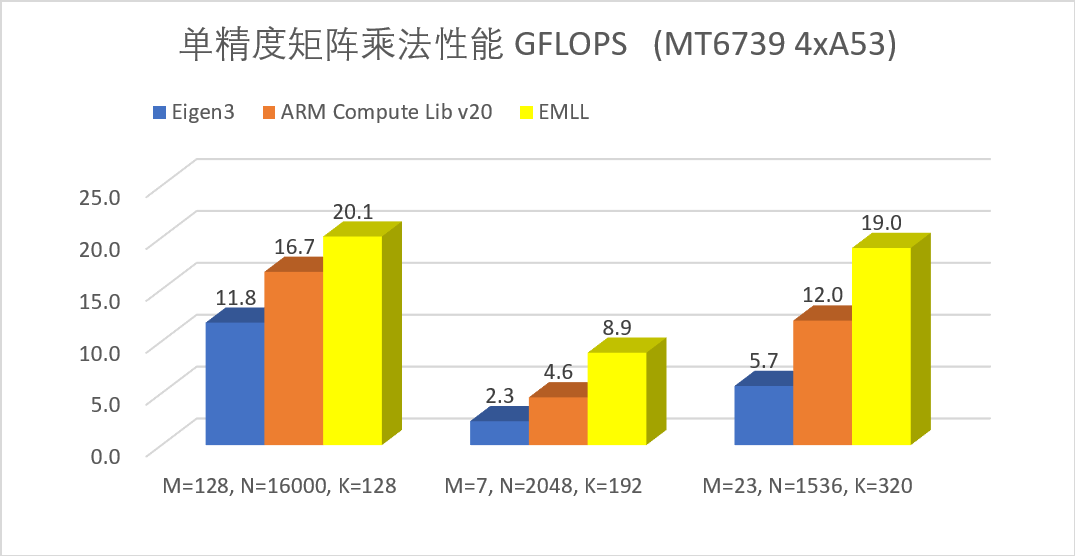 单精度矩阵乘法性能 GFLOPS (MT6739 4xA53)
Eigen3 ARM Compute Lib v20 EMLL
25.0
20.0
15.0
10.0
5.0
0.0
11.8 16.7 20.1
2.3 4.6 8.9
5.7 12.0 19.0
M=128, N=16000, K=128 M=7, N=2048, K=192 M=23, N=1536, K=320